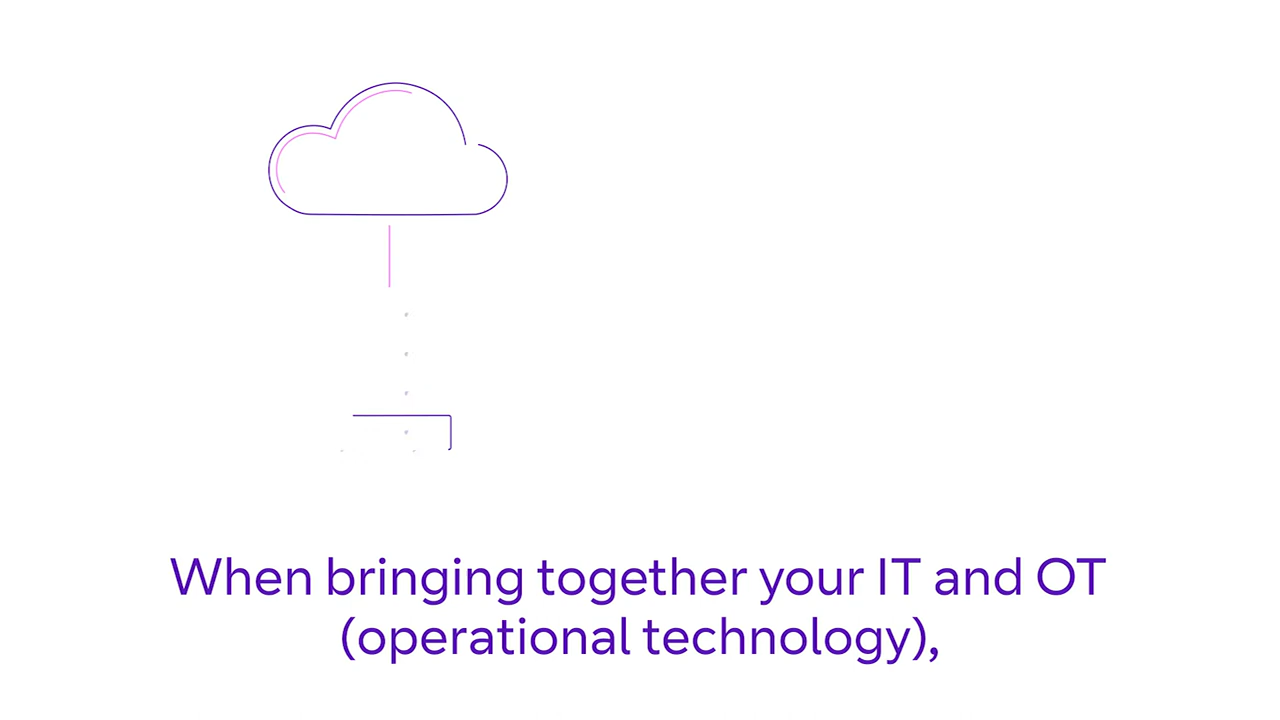 When bringing together your IT and OT
(operational technology),